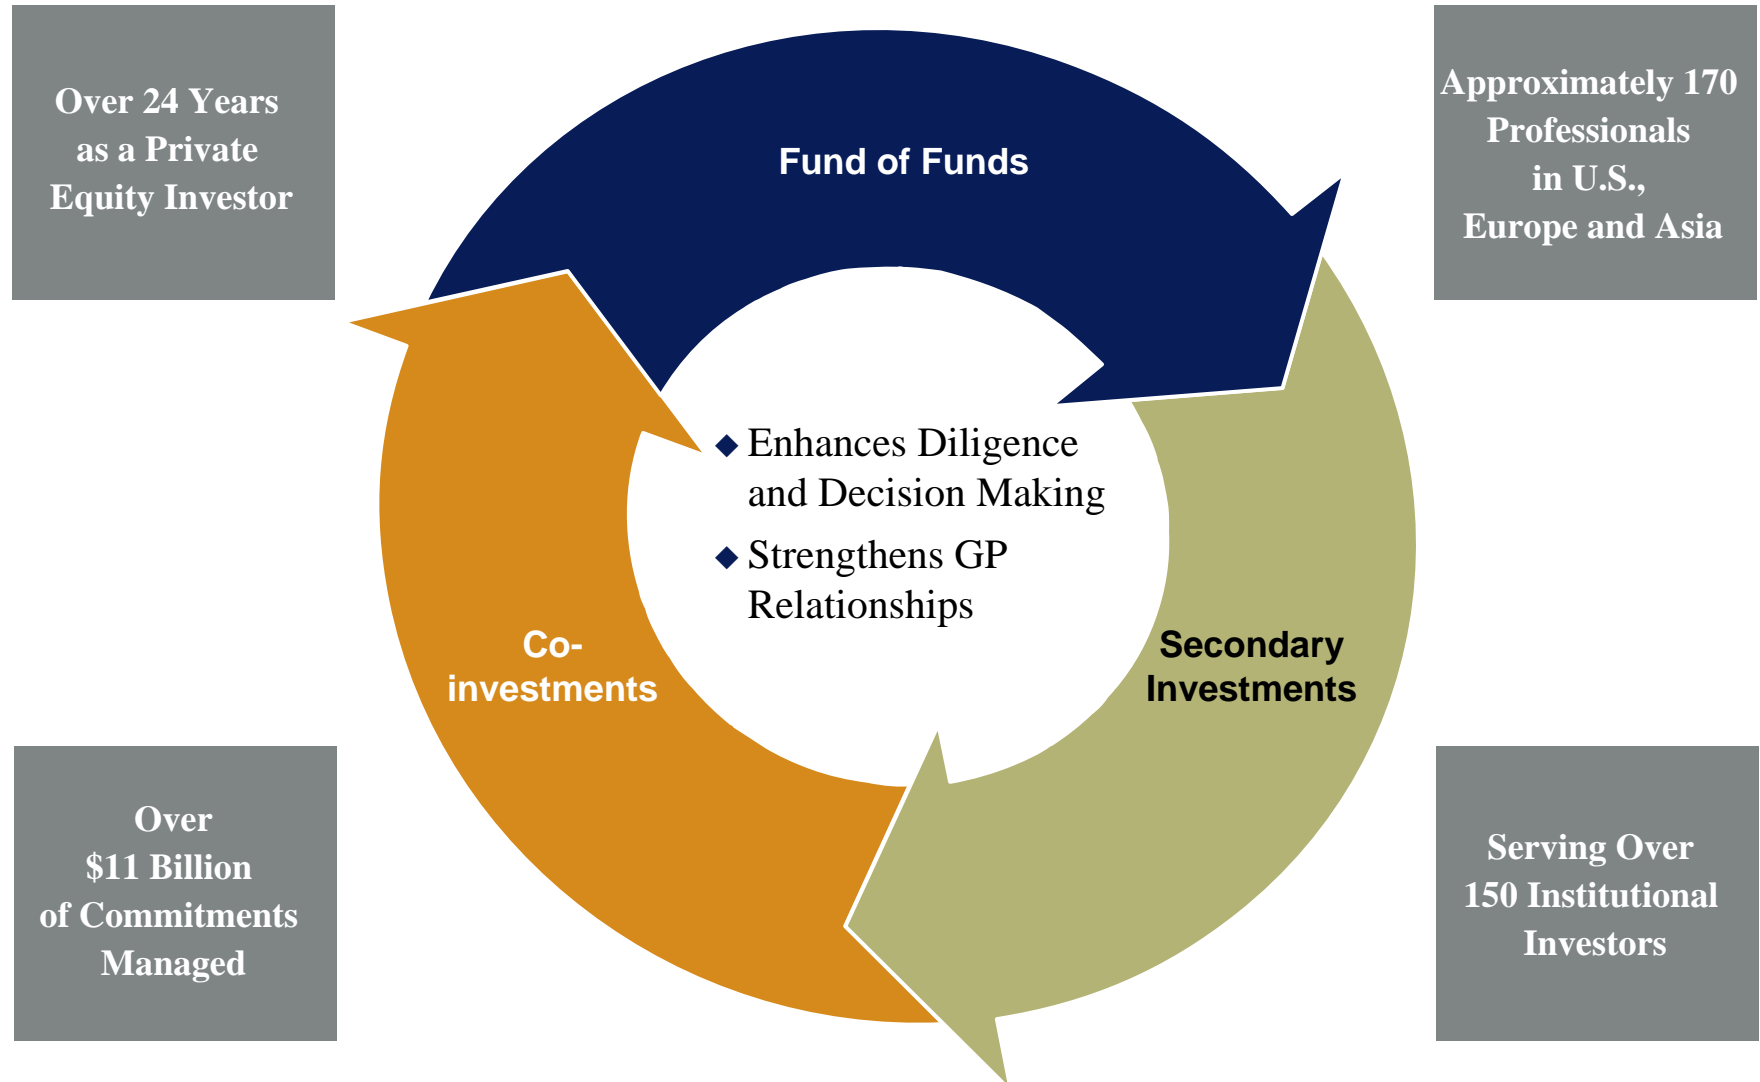 Over 24 Years
as a Private
Equity Investor
Fund of Funds
Approximately 170
Professionals
in U.S.,
Europe and Asia
◆ Enhances Diligence
and Decision Making
◆ Strengthens GP
Relationships
Co-
investments
Secondary
Investments
Over
$11 Billion
of Commitments
Managed
Serving Over
150 Institutional
Investors